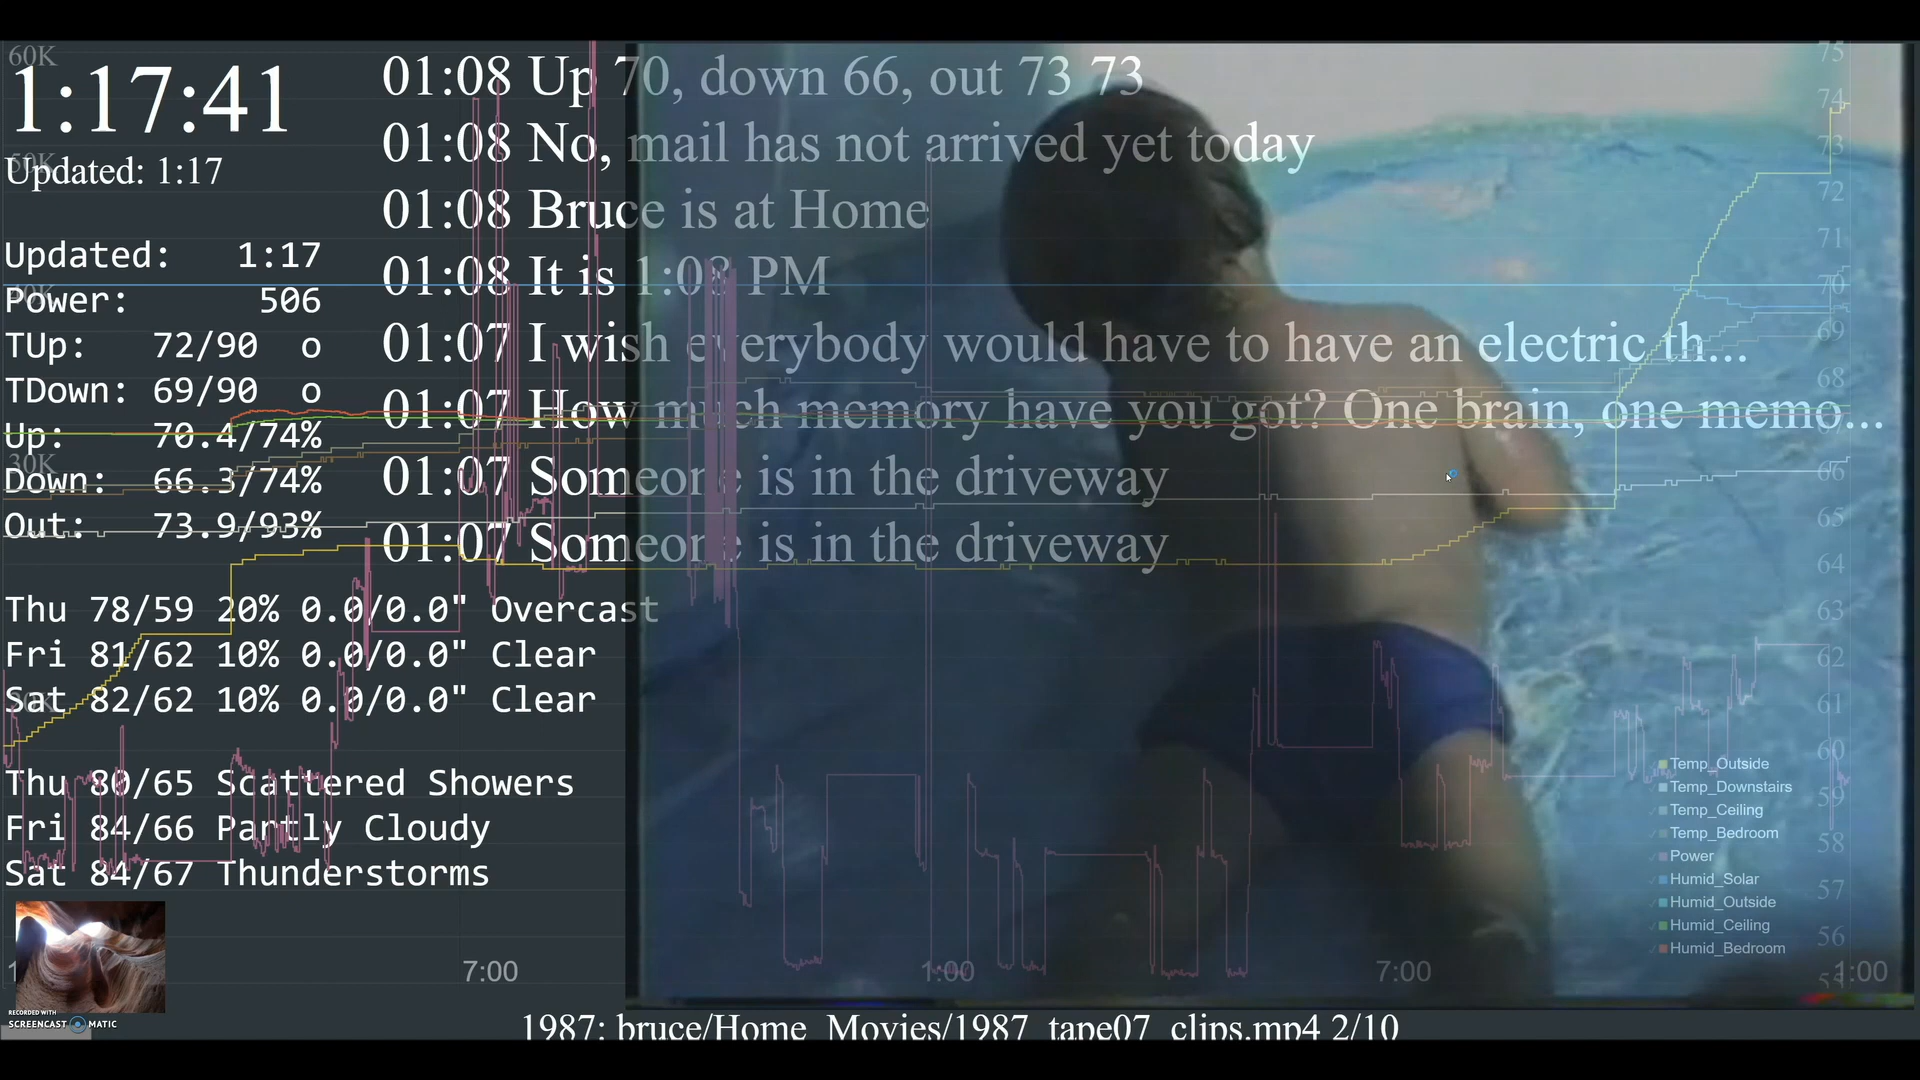 60K
1:17:41
50K
Updated: 1:17
Updated: 1:17
40K
Power: 506
TUp: 72/90 o
TDown: 69/90 o
Up: 70.4/74%
30K
Down: 66.3/74%
Out: 73.9/93%
Thu 78/59 20% 0.0/0.0" Overcast
Fri 81/62 10% 0.0/0.0" Clear
Sat 82/62 10% 0.0/0.0" Clear
Thu 80/65 Scattered Showers
Fri 84/66 Partly Cloudy
Sat 84/67 Thunderstorms
01:08 Up 70, down 66, out 73 73
01:08 No, mail has not arrived yet today
01:08 Bruce is at Home
01:08 It is 1:08 PM
01:07 I wish everybody would have to have an electric th...
01:07 How much memory have you got? One brain, one memo...
01:07 Someone is in the driveway
01:07 Someone is in the driveway
75
74
73
72
71
70
69
68
66
65
64
63
62
61
60
59
58
57
56
Temp_Outside
Temp_Downstairs
Temp_Ceiling
Temp_Bedroom
Power
Humid_Solar
Humid_Outside
Humid_Ceiling
Humid_Bedroom
7:00
1:00
7:00
1:00
RECORDED WITH
SCREENCAST MATIC
1987: bruce/Home_Movies/1987_tape07_clips.mp4 2/10